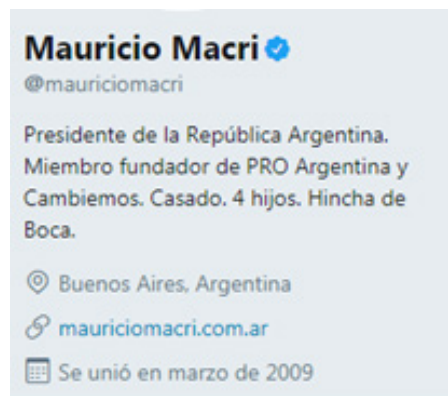 Mauricio Macri
@mauriciomacri
Presidente de la República Argentina.
Miembro fundador de PRO Argentina y
Cambiemos. Casado. 4 hijos. Hincha de
Boca.
Buenos Aires, Argentina
mauriciomacri.com.ar
Se unió en marzo de 2009